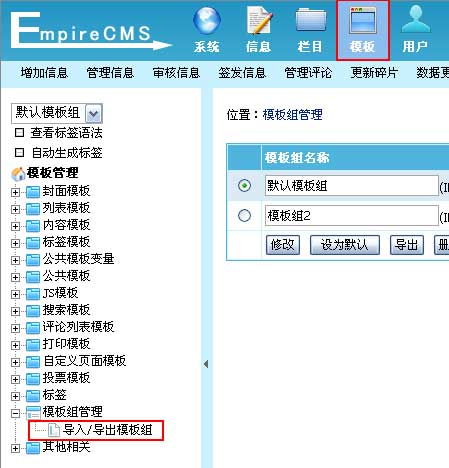 EmpireCMS
系统 信息 栏目 模板 用户
增加信息 管理信息 审核信息 签发信息 管理评论 更新碎片 数据更
默认模板组
查看标签语法
自动生成标签
模板管理
封面模板
列表模板
内容模板
标签模板
公共模板变量
公共模板
JS模板
搜索模板
评论列表模板
打印模板
自定义页面模板
投票模板
标签
模板组管理
导入/导出模板组
其他相关
位置：模板组管理
模板组名称
默认模板组 (I
模板组2 (I
修改 设为默认 导出 删